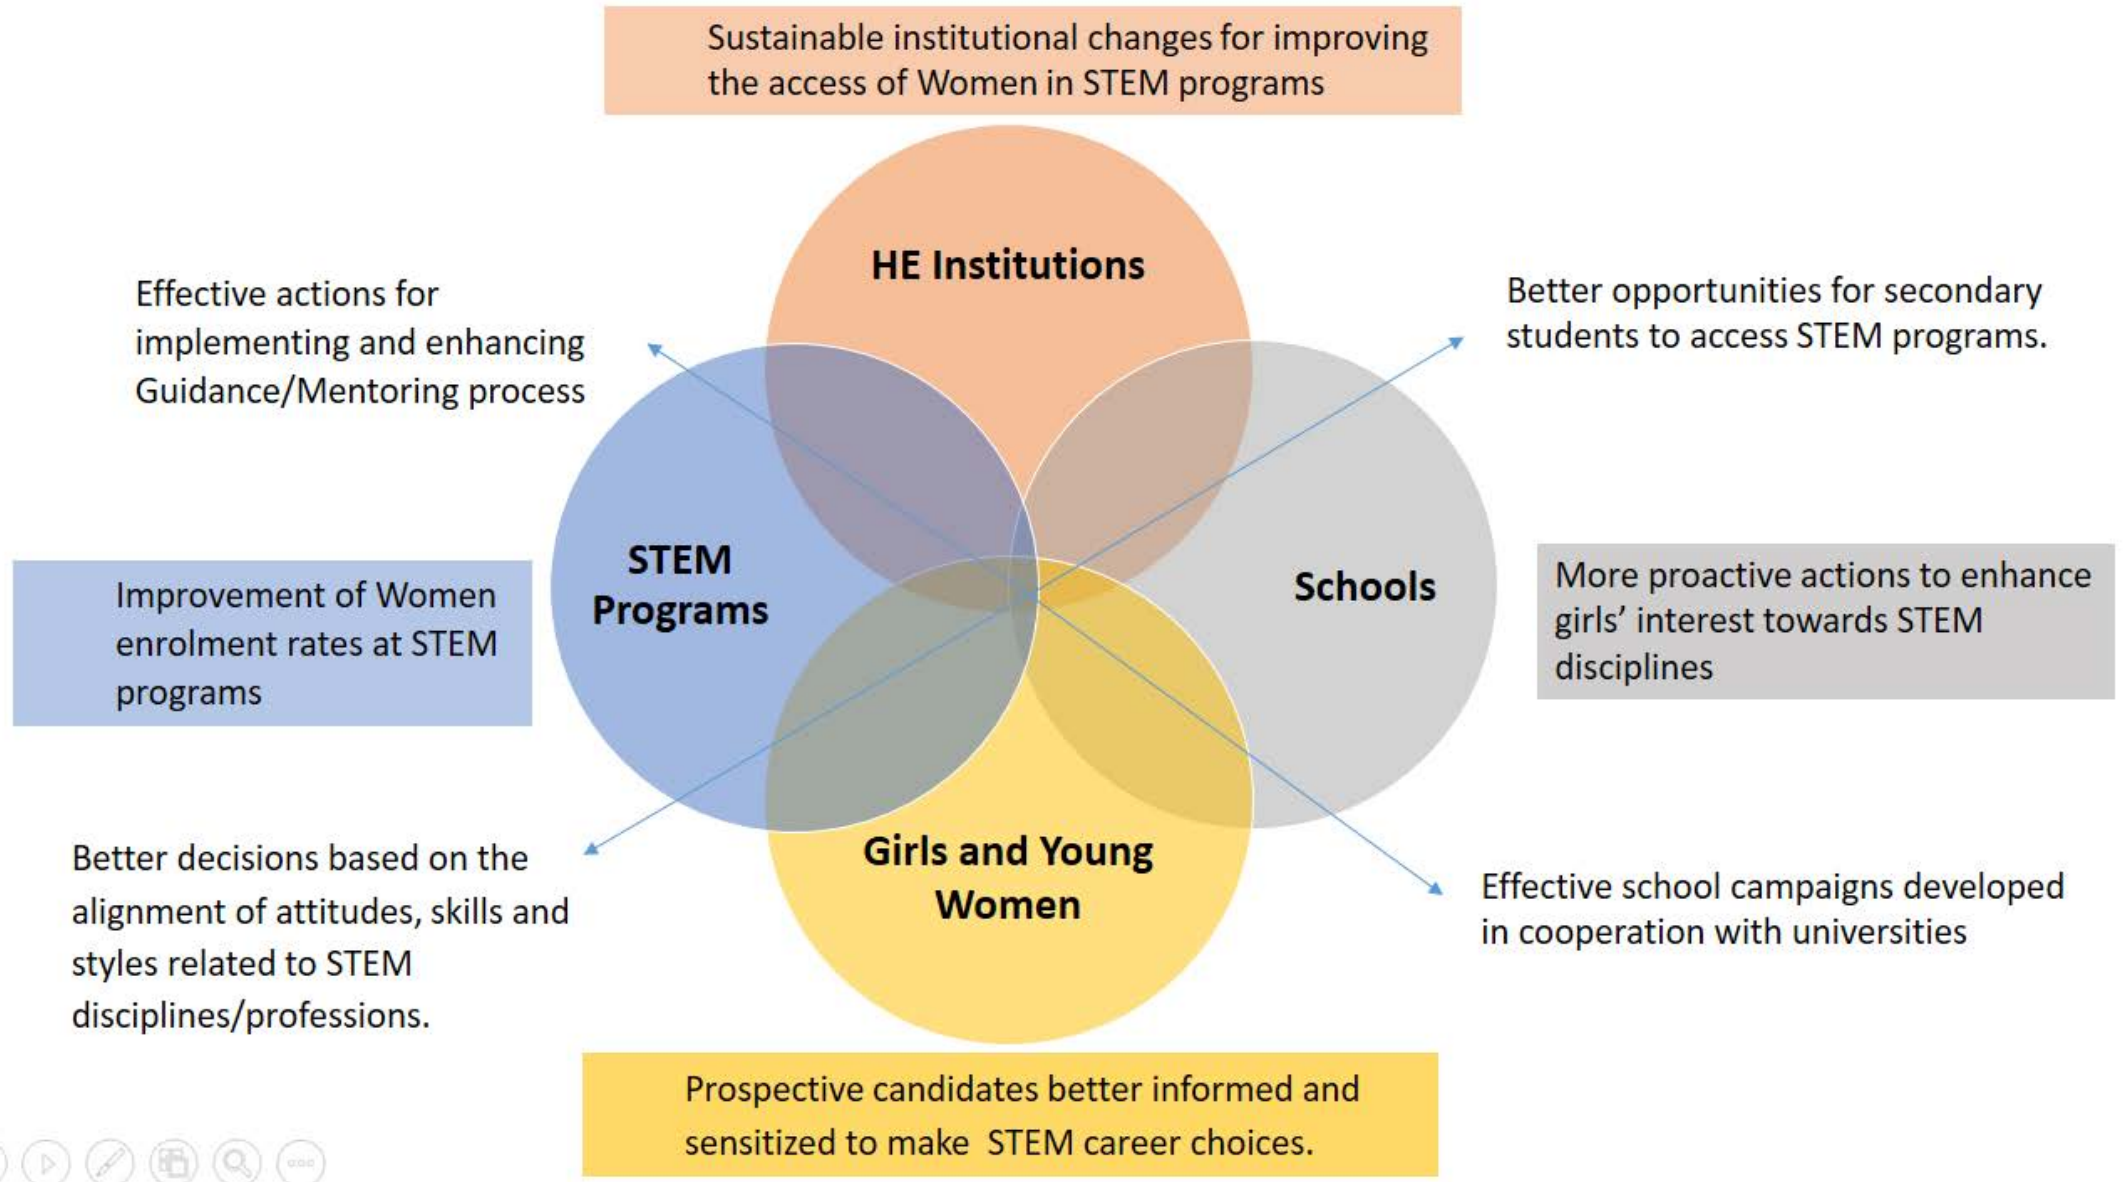 Sustainable institutional changes for improving
the access of Women in STEM programs
HE Institutions
Effective actions for
implementing and enhancing
Guidance/Mentoring process
Better opportunities for secondary
students to access STEM programs.
STEM
Programs
Schools
Improvement of Women
enrolment rates at STEM
programs
More proactive actions to enhance
girls’ interest towards STEM
disciplines
Girls and Young
Women
Better decisions based on the
alignment of attitudes, skills and
styles related to STEM
disciplines/professions.
Effective school campaigns developed
in cooperation with universities
Prospective candidates better informed and
sensitized to make  STEM career choices.